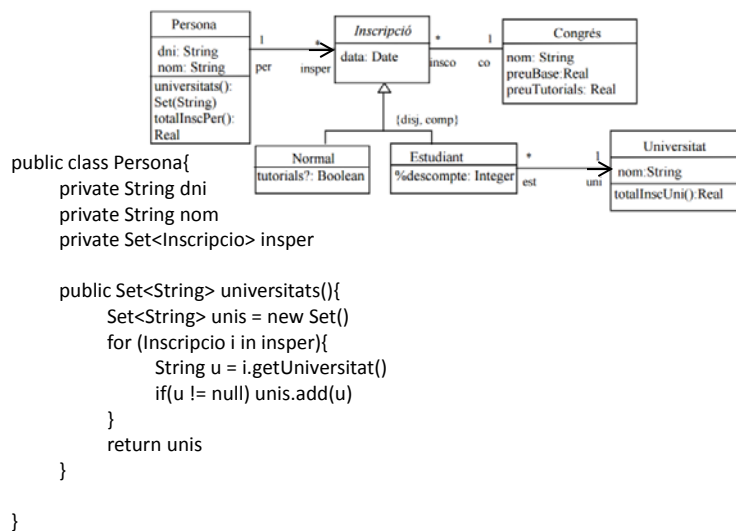 Persona
dni: String
nom: String
universitats():
Set(String)
totalInscPer():
Real
1
per
*
insper
Inscripció
data: Date
*
insco
1
co
Congrés
nom: String
preuBase:Real
preuTutorials: Real
{disj, comp}
Normal
tutorials?: Boolean
Estudiant
%descompte: Integer
*
est
1
uni
Universitat
nom:String
totalInscUni():Real
public class Persona{
private String dni
private String nom
private Set<Inscripcio> insper
public Set<String> universitats(){
Set<String> unis = new Set()
for (Inscripcio i in insper){
String u = i.getUniversitat()
if(u != null) unis.add(u)
}
return unis
}
}